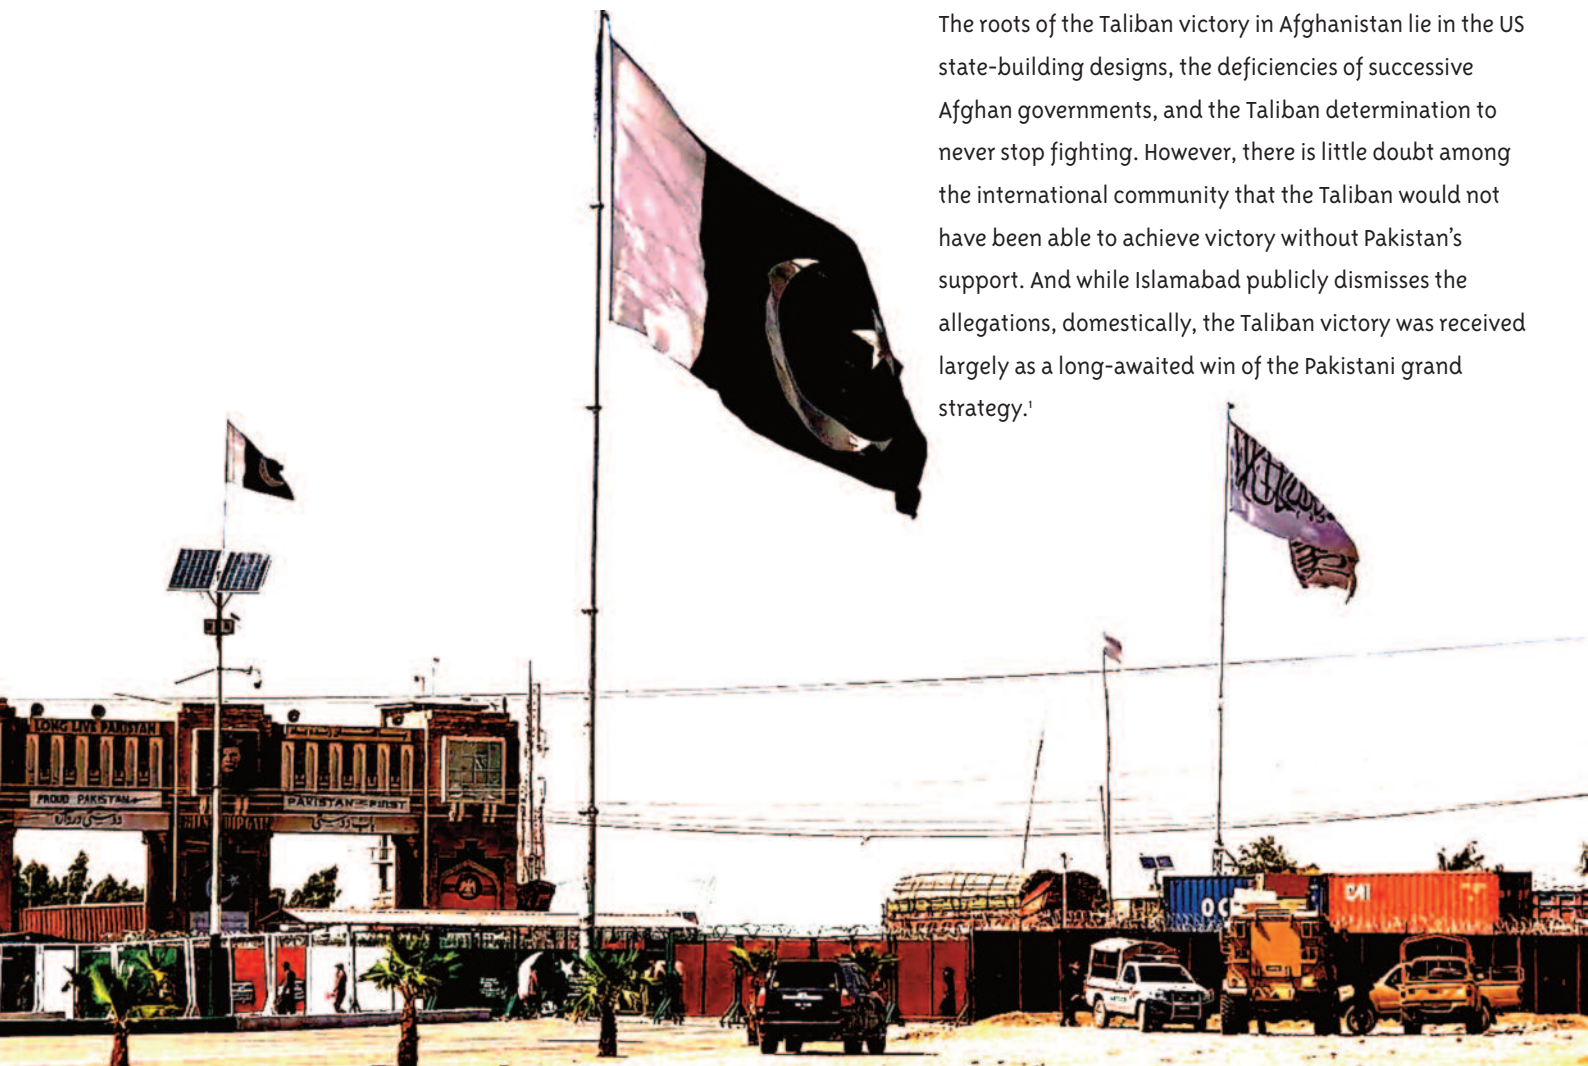 The roots of the Taliban victory in Afghanistan lie in the US
state-building designs, the deficiencies of successive
Afghan governments, and the Taliban determination to
never stop fighting. However, there is little doubt among
the international community that the Taliban would not
have been able to achieve victory without Pakistan’s
support. And while Islamabad publicly dismisses the
allegations, domestically, the Taliban victory was received
largely as a long-awaited win of the Pakistani grand
strategy.¹
LONG LIVE PAKISTAN
PROUD PAKISTAN
PAKISTAN FIRST
باب دوستی
CAI